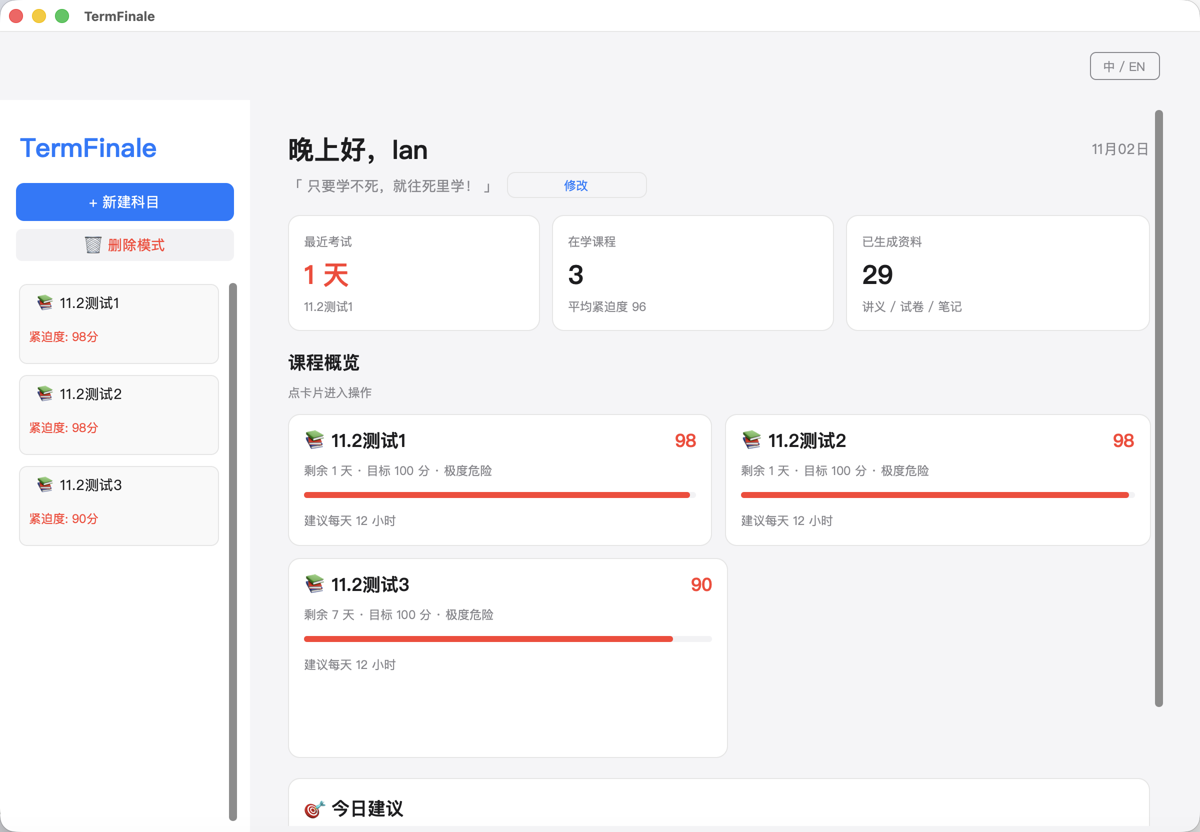 TermFinale
中 / EN
TermFinale
+ 新建科目
删除模式
11.2测试1
紧迫度: 98分
11.2测试2
紧迫度: 98分
11.2测试3
紧迫度: 90分
晚上好，Ian
11月02日
「 只要学不死，就往死里学！ 」
修改
最近考试
1 天
11.2测试1
在学课程
3
平均紧迫度 96
已生成资料
29
讲义 / 试卷 / 笔记
课程概览
点卡片进入操作
11.2测试1
98
剩余 1 天 · 目标 100 分 · 极度危险
建议每天 12 小时
11.2测试2
98
剩余 1 天 · 目标 100 分 · 极度危险
建议每天 12 小时
11.2测试3
90
剩余 7 天 · 目标 100 分 · 极度危险
建议每天 12 小时
今日建议